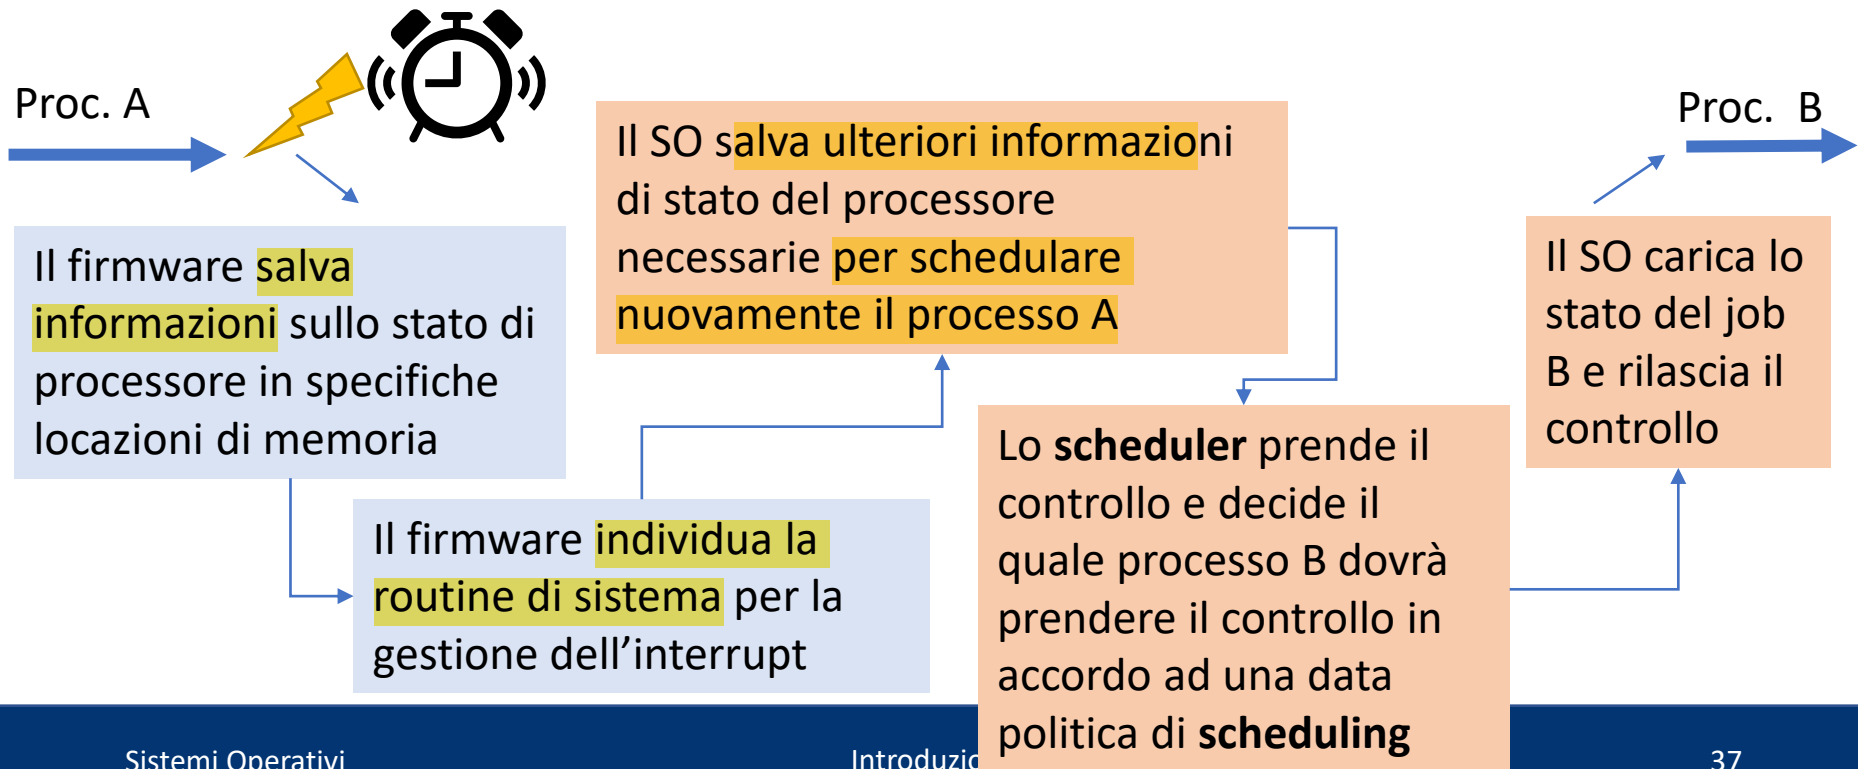 Proc. A
Il firmware salva
informazioni sullo stato di
processore in specifiche
locazioni di memoria
Il firmware individua la
routine di sistema per la
gestione dell’interrupt
Il SO salva ulteriori informazioni
di stato del processore
necessarie per schedulare
nuovamente il processo A
Lo scheduler prende il
controllo e decide il
quale processo B dovrà
prendere il controllo in
accordo ad una data
politica di scheduling
Il SO carica lo
stato del job
B e rilascia il
controllo
Proc. B
Sistemi Operativi
37